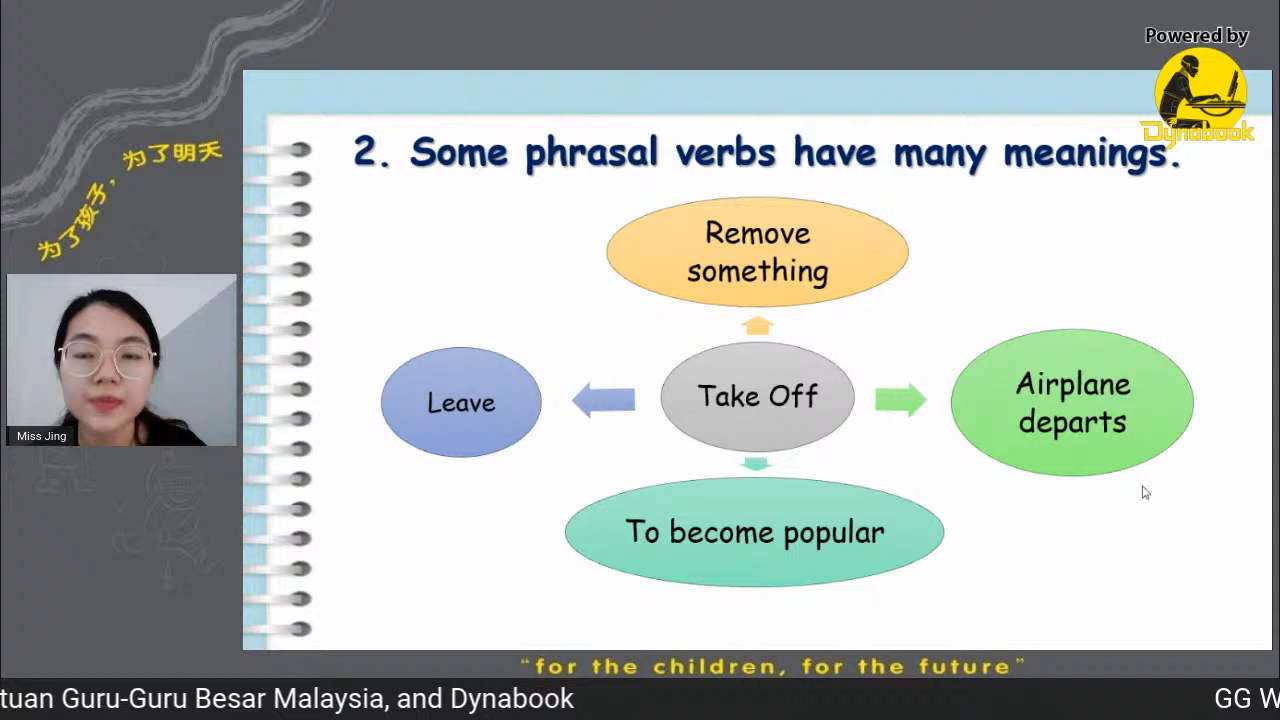 Powered by
Dynabook
为了孩子，为了明天
2. Some phrasal verbs have many meanings.
Remove
something
Leave
Take Off
Airplane
departs
To become popular
Miss Jing
“for the children, for the future”
tuan Guru-Guru Besar Malaysia, and Dynabook
GG W